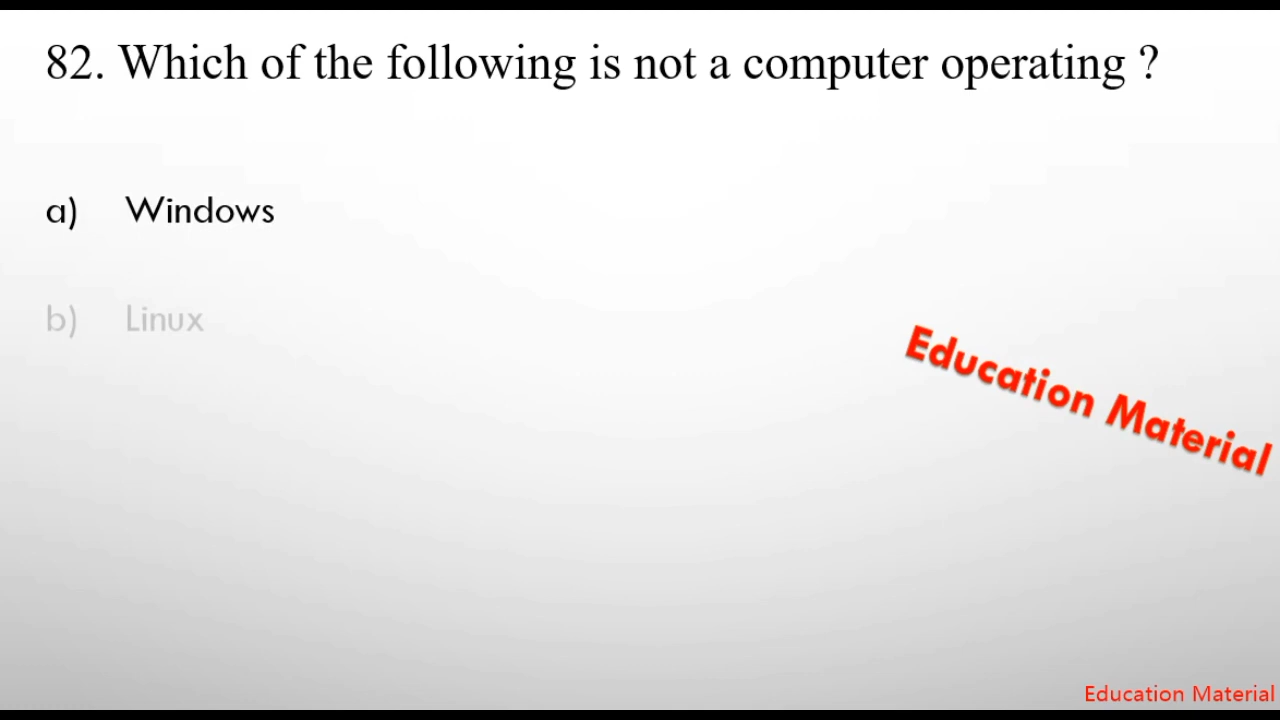 82. Which of the following is not a computer operating ?
a) Windows
b) Linux
Education Material
Education Material